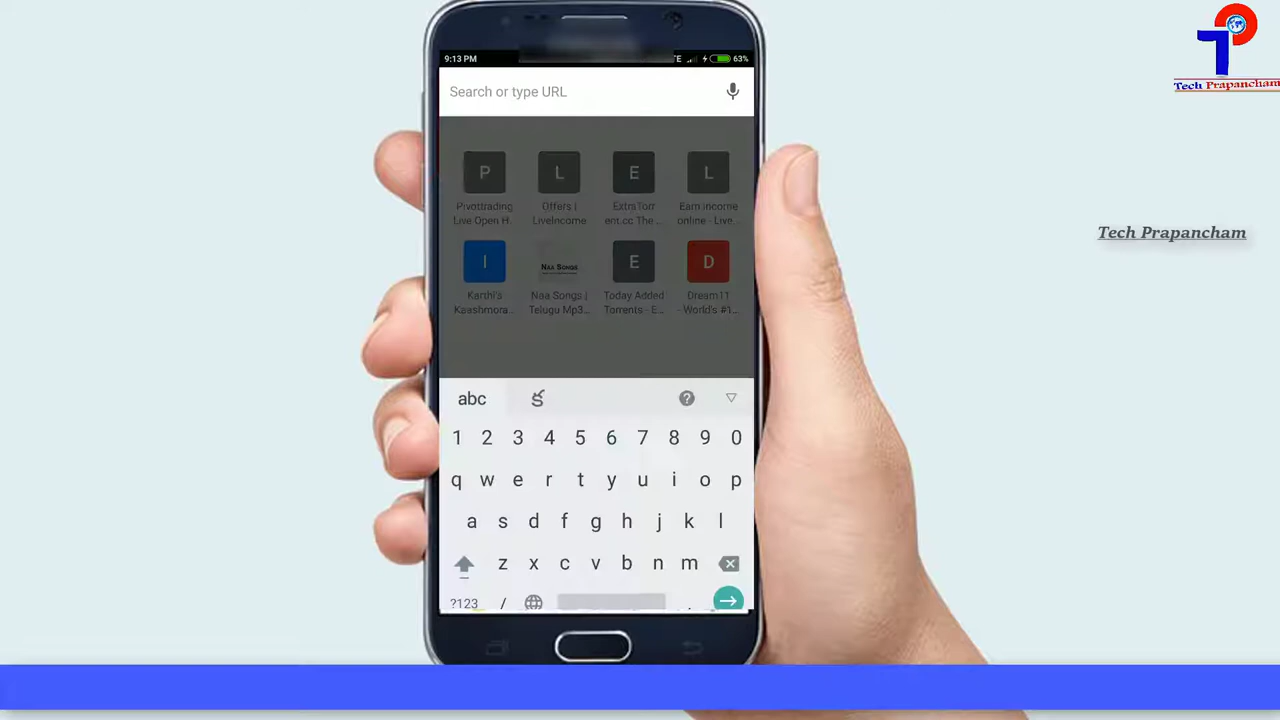 Tech Prapancham
9:13 PM
63%
Search or type URL
P
L
E
L
Pivottrading
Live Open H..
Offers |
LiveIncome
ExtraTorr
ent.cc The ...
Earn income
online - Live...
I
Naa Songs
E
D
Karthi's
Kaashmora...
Naa Songs |
Telugu Mp3...
Today Added
Torrents - E...
Dream11
- World's #1...
Tech Prapancham
abc క
1 2 3 4 5 6 7 8 9 0
q w e r t y u i o p
a s d f g h j k l
z x c v b n m
?123 /